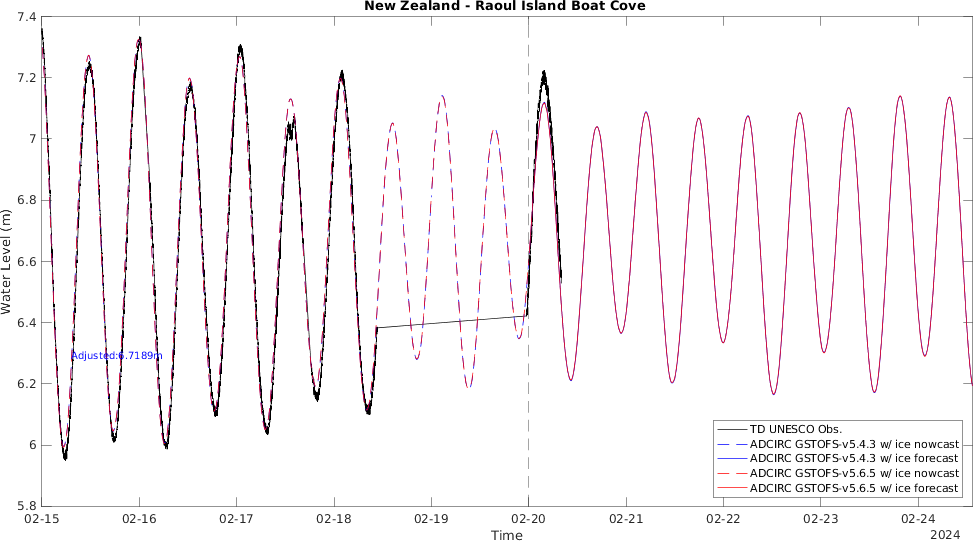 New Zealand - Raoul Island Boat Cove
7.4
7.2
7
6.8
6.6
6.4
6.2
6
5.8
Water Level (m)
Adjusted:6.7189m
TD UNESCO Obs.
ADCIRC GSTOFS-v5.4.3 w/ ice nowcast
ADCIRC GSTOFS-v5.4.3 w/ ice forecast
ADCIRC GSTOFS-v5.6.5 w/ ice nowcast
ADCIRC GSTOFS-v5.6.5 w/ ice forecast
02-15 02-16 02-17 02-18 02-19 02-20 02-21 02-22 02-23 02-24
Time
2024